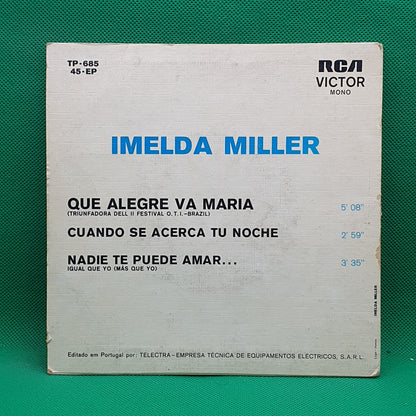 TP-685
45-EP
RCA
VICTOR
MONO
IMELDA MILLER
QUE ALEGRE VA MARIA 5' 08"
(TRIUNFADORA DELL II FESTIVAL O.T.I.-BRAZIL)
CUANDO SE ACERCA TU NOCHE 2' 59"
NADIE TE PUEDE AMAR... 3' 35"
IGUAL QUE YO (MÁS QUE YO)
IMELDA MILLER
Editado em Portugal por: TELECTRA-EMPRESA TÉCNICA DE EQUIPAMENTOS ELÉCTRICOS, S.A.R.L.